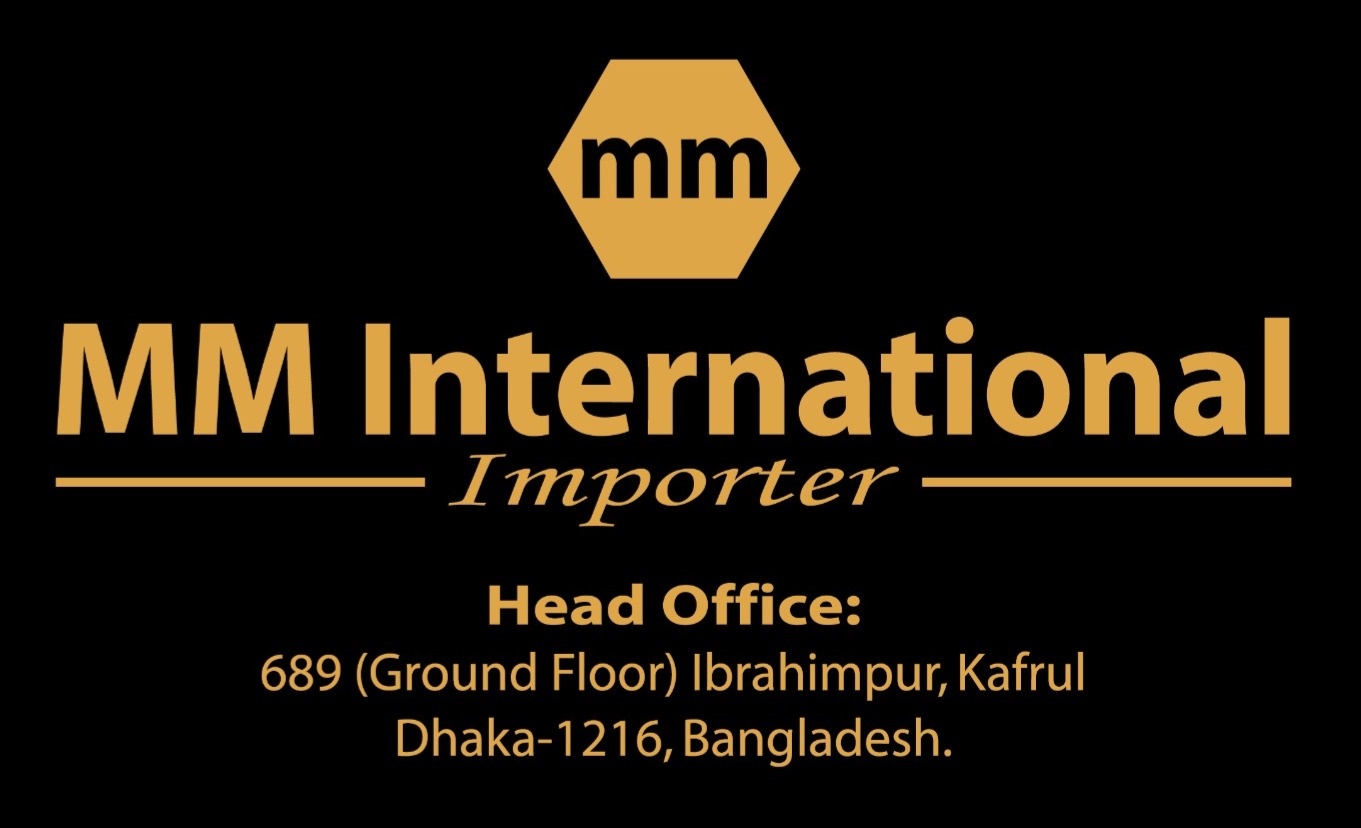 mm
MM International
Importer
Head Office:
689 (Ground Floor) Ibrahimpur, Kafrul
Dhaka-1216, Bangladesh.